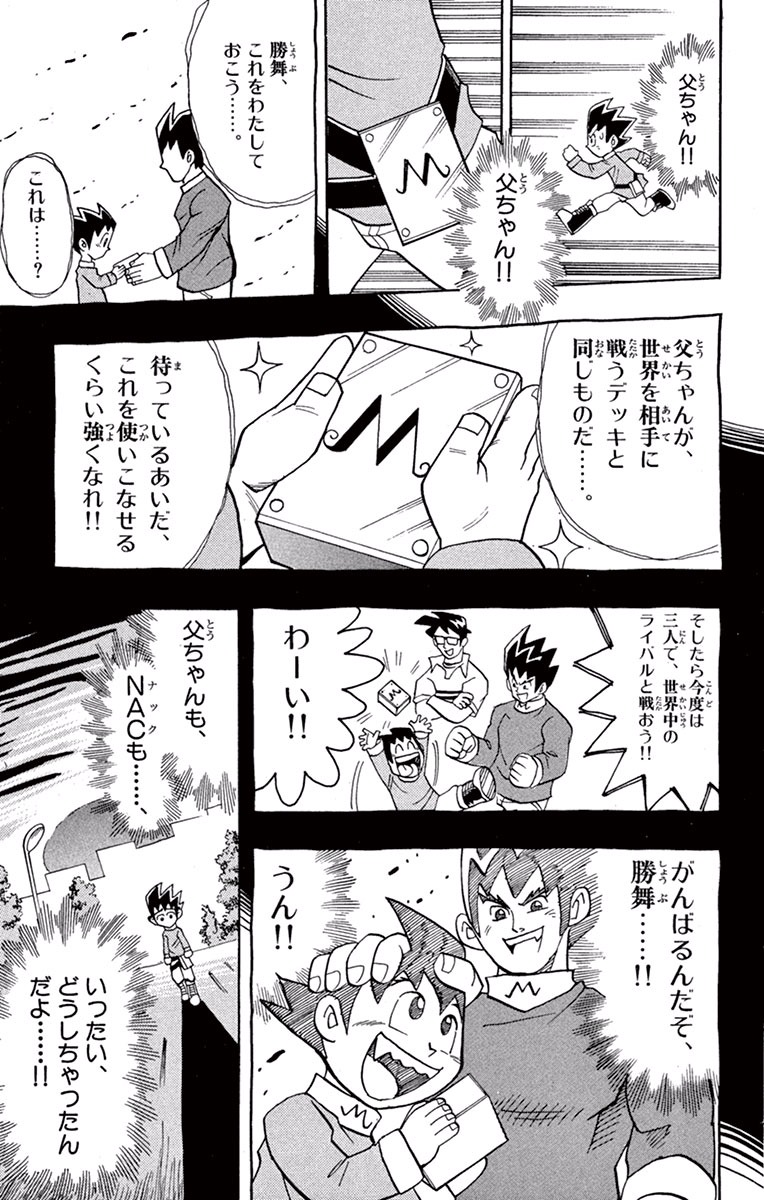 父ちゃん!!
父ちゃん!!
M
勝舞、
これをわたして
おこう……。
これは……?
父ちゃんが、
世界を相手に
戦うデッキと
同じものだ……。
M
待っているあいだ、
これを使いこなせる
くらい強くなれ!!
そしたら今度は
三人で、世界中の
ライバルと戦おう!!
M
わーい!!
がんばるんだぞ、
勝舞……!!
M
うん!!
M
父ちゃんも、
NACも……、
いったい、
どうしちゃったん
だよ……!!